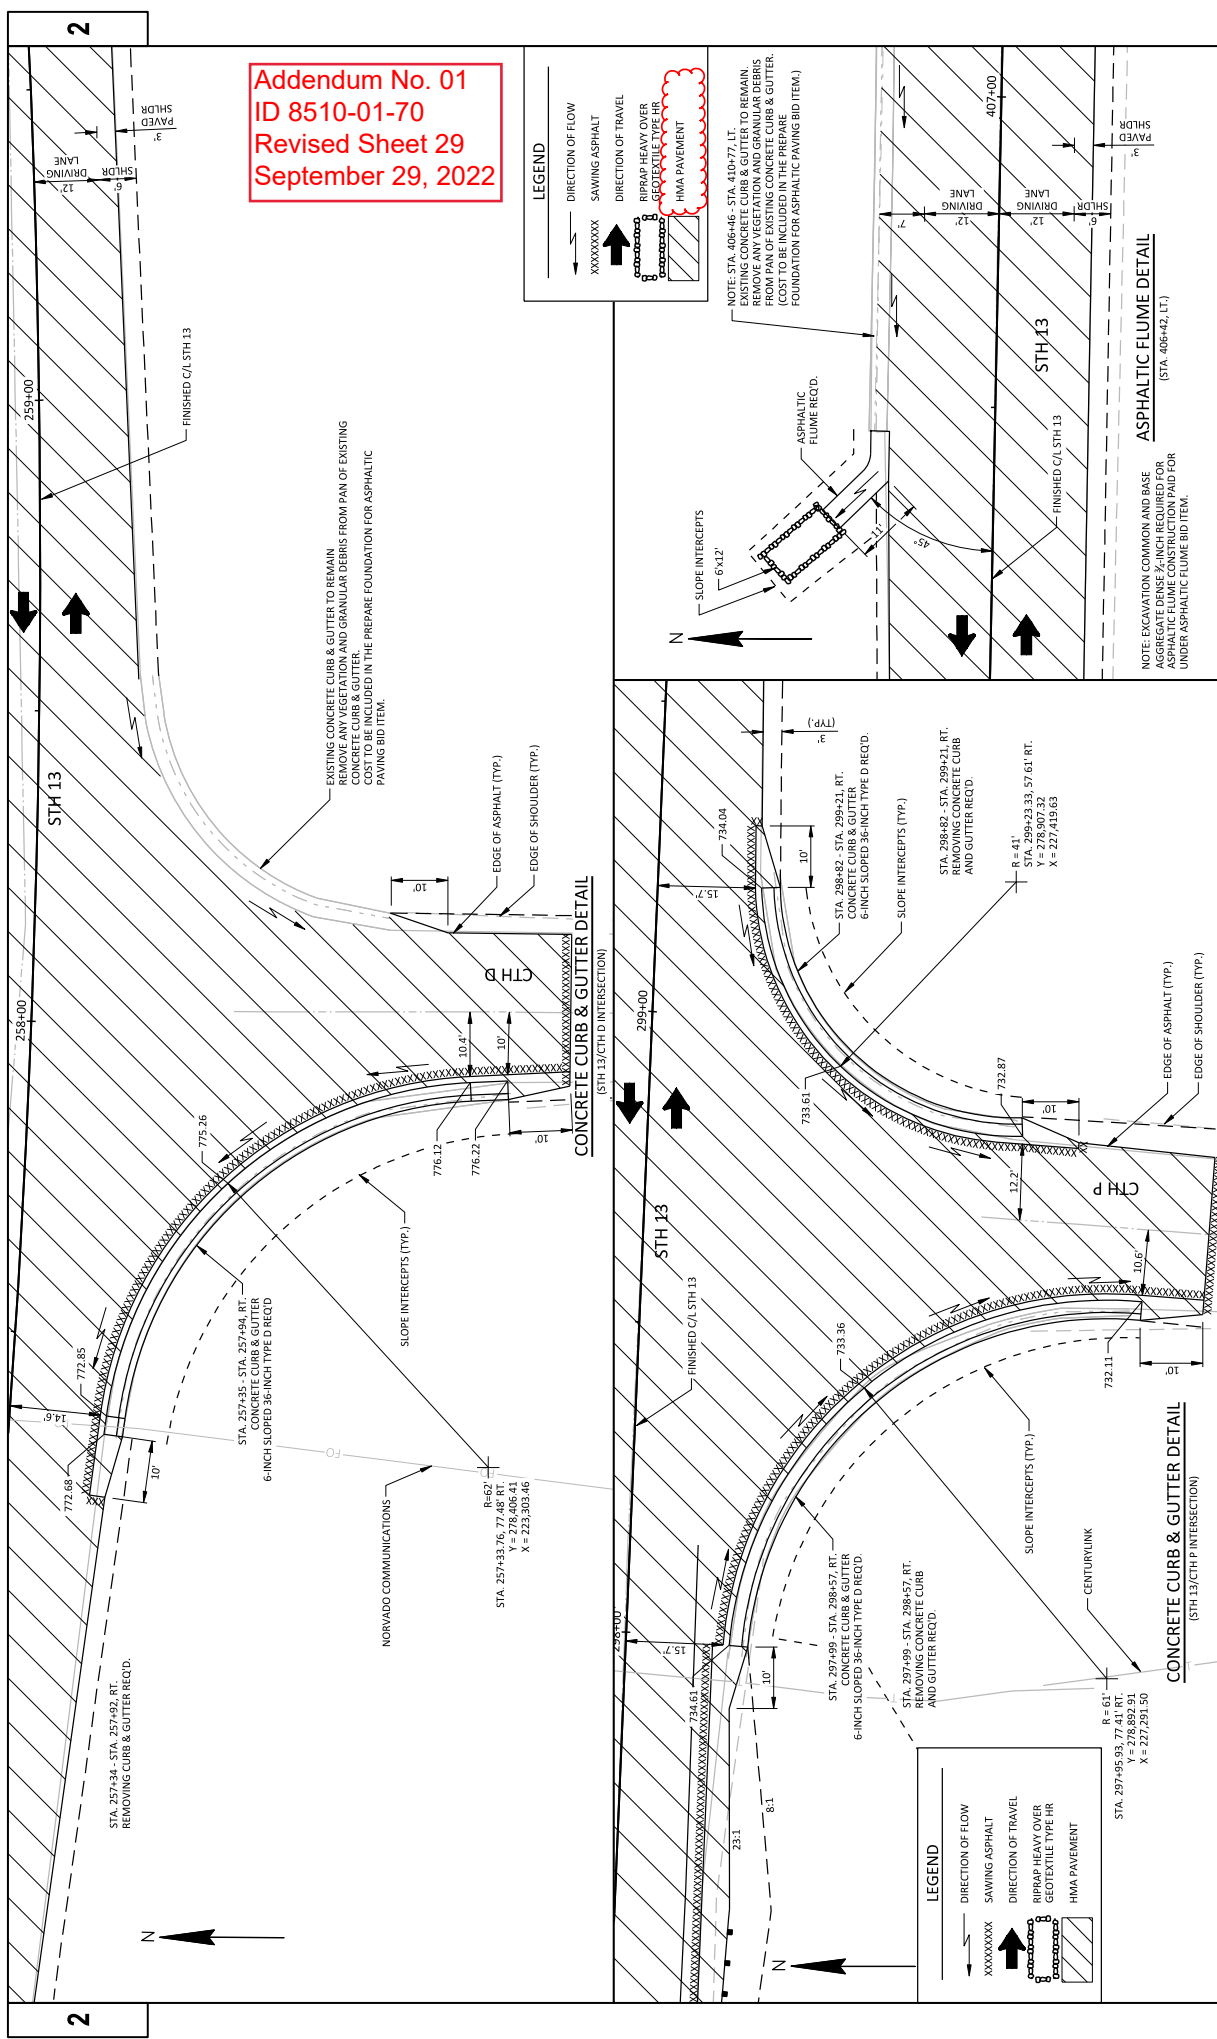 2
Addendum No. 01
ID 8510-01-70
Revised Sheet 29
September 29, 2022
3'
PAVED
SHLDR
12'
DRIVING
LANE
6'
SHLDR
259+00
FINISHED C/L STH 13
STH 13
258+00
EXISTING CONCRETE CURB & GUTTER TO REMAIN
REMOVE ANY VEGETATION AND GRANULAR DEBRIS FROM PAN OF EXISTING
CONCRETE CURB & GUTTER.
COST TO BE INCLUDED IN THE PREPARE FOUNDATION FOR ASPHALTIC
PAVING BID ITEM.
10'
EDGE OF ASPHALT (TYP.)
EDGE OF SHOULDER (TYP.)
CTH D
10.4'
10'
10'
775.26
776.12
776.22
SLOPE INTERCEPTS (TYP.)
STA. 257+35 - STA. 257+94, RT.
CONCRETE CURB & GUTTER
6-INCH SLOPED 36-INCH TYPE D REQ'D
772.85
14.6'
772.68
10'
FO
FO
NORVADO COMMUNICATIONS
R=62'
STA. 257+33.76, 77.48' RT.
Y = 278,406.41
X = 223,303.46
STA. 257+34 - STA. 257+92, RT.
REMOVING CURB & GUTTER REQ'D.
N
CONCRETE CURB & GUTTER DETAIL
(STH 13/CTH D INTERSECTION)
LEGEND
DIRECTION OF FLOW
XXXXXXXXX SAWING ASPHALT
DIRECTION OF TRAVEL
RIPRAP HEAVY OVER
GEOTEXTILE TYPE HR
HMA PAVEMENT
NOTE: STA. 406+46 - STA. 410+77, LT.
EXISTING CONCRETE CURB & GUTTER TO REMAIN.
REMOVE ANY VEGETATION AND GRANULAR DEBRIS
FROM PAN OF EXISTING CONCRETE CURB & GUTTER.
(COST TO BE INCLUDED IN THE PREPARE
FOUNDATION FOR ASPHALTIC PAVING BID ITEM.)
407+00
3'
PAVED
SHLDR
7'
12'
DRIVING
LANE
12'
DRIVING
LANE
6'
SHLDR
STH 13
ASPHALTIC
FLUME REQ'D.
SLOPE INTERCEPTS
6'x12'
11'
45°
FINISHED C/L STH 13
N
ASPHALTIC FLUME DETAIL
(STA. 406+42, LT.)
NOTE: EXCAVATION COMMON AND BASE
AGGREGATE DENSE ¾-INCH REQUIRED FOR
ASPHALTIC FLUME CONSTRUCTION PAID FOR
UNDER ASPHALTIC FLUME BID ITEM.
3'
(TYP.)
734.04
15.7'
10'
STA. 298+82 - STA. 299+21, RT.
CONCRETE CURB & GUTTER
6-INCH SLOPED 36-INCH TYPE D REQ'D.
SLOPE INTERCEPTS (TYP.)
STA. 298+82 - STA. 299+21, RT.
REMOVING CONCRETE CURB
AND GUTTER REQ'D.
R = 41'
STA. 299+23.33, 57.61' RT.
Y = 278,907.32
X = 227,419.63
299+00
733.61
732.87
10'
12.2'
EDGE OF ASPHALT (TYP.)
EDGE OF SHOULDER (TYP.)
CTH P
10.6'
STH 13
FINISHED C/L STH 13
733.36
732.11
10'
SLOPE INTERCEPTS (TYP.)
298+00
15.7'
734.61
10'
STA. 297+99 - STA. 298+57, RT.
CONCRETE CURB & GUTTER
6-INCH SLOPED 36-INCH TYPE D REQ'D.
STA. 297+99 - STA. 298+57, RT.
REMOVING CONCRETE CURB
AND GUTTER REQ'D.
CENTURYLINK
R = 61'
STA. 297+95.93, 77.41' RT.
Y = 278,892.91
X = 227,291.50
23:1
8:1
N
CONCRETE CURB & GUTTER DETAIL
(STH 13/CTH P INTERSECTION)
LEGEND
DIRECTION OF FLOW
XXXXXXXXX SAWING ASPHALT
DIRECTION OF TRAVEL
RIPRAP HEAVY OVER
GEOTEXTILE TYPE HR
HMA PAVEMENT
2